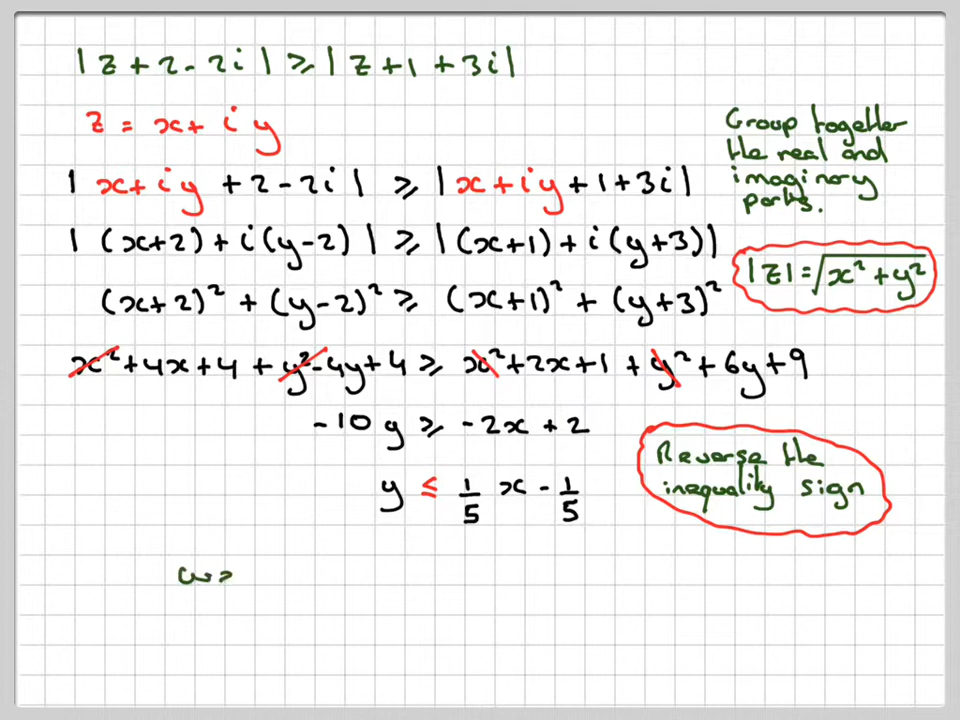 |z+2-2i| ⩾ |z+1+3i|
z = x+iy
|x+iy+2-2i| ⩾ |x+iy+1+3i|
Group together
the real and
imaginary
parts.
|(x+2)+i(y-2)| ⩾ |(x+1)+i(y+3)|
|z| = √(x²+y²)
(x+2)²+(y-2)² ⩾ (x+1)²+(y+3)²
x²+4x+4+y²-4y+4 ⩾ x²+2x+1+y²+6y+9
-10y ⩾ -2x+2
y ≤ 1/5 x - 1/5
Reverse the
inequality sign